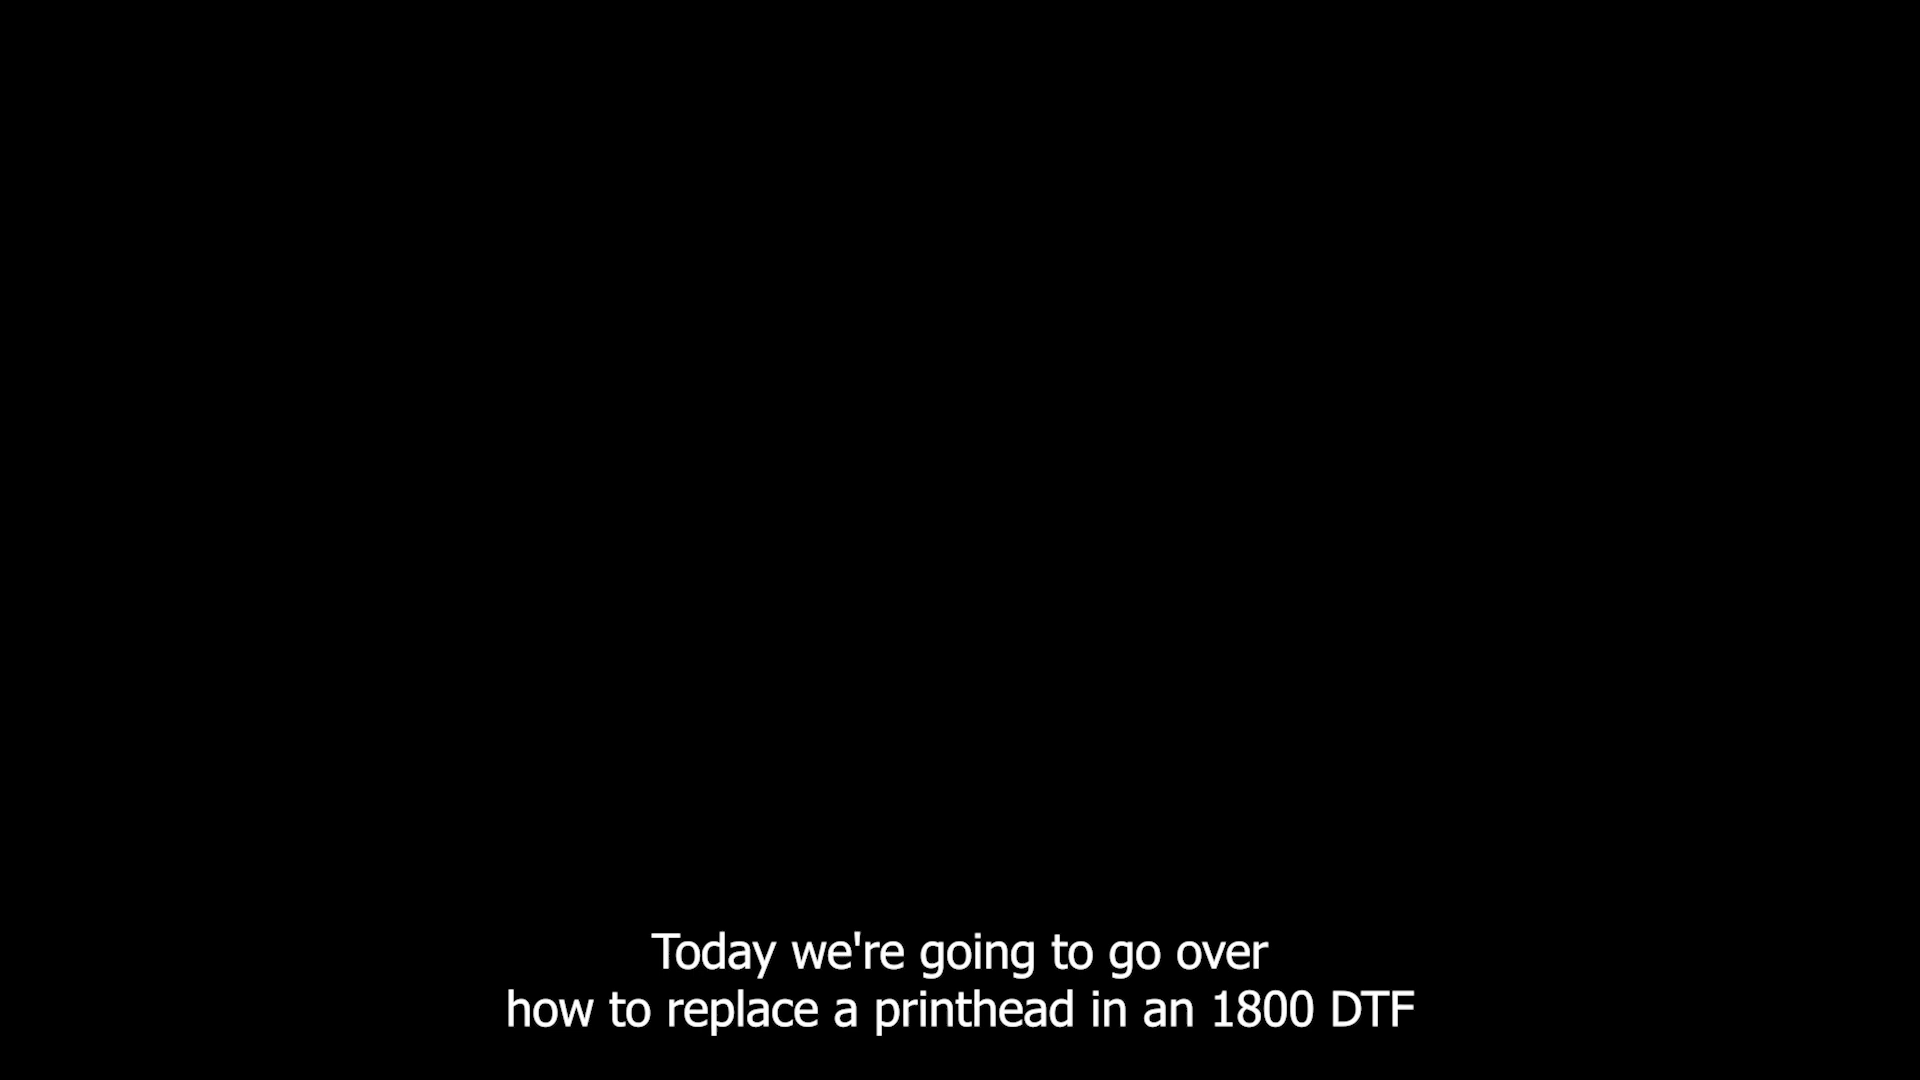 Today we're going to go over
how to replace a printhead in an 1800 DTF